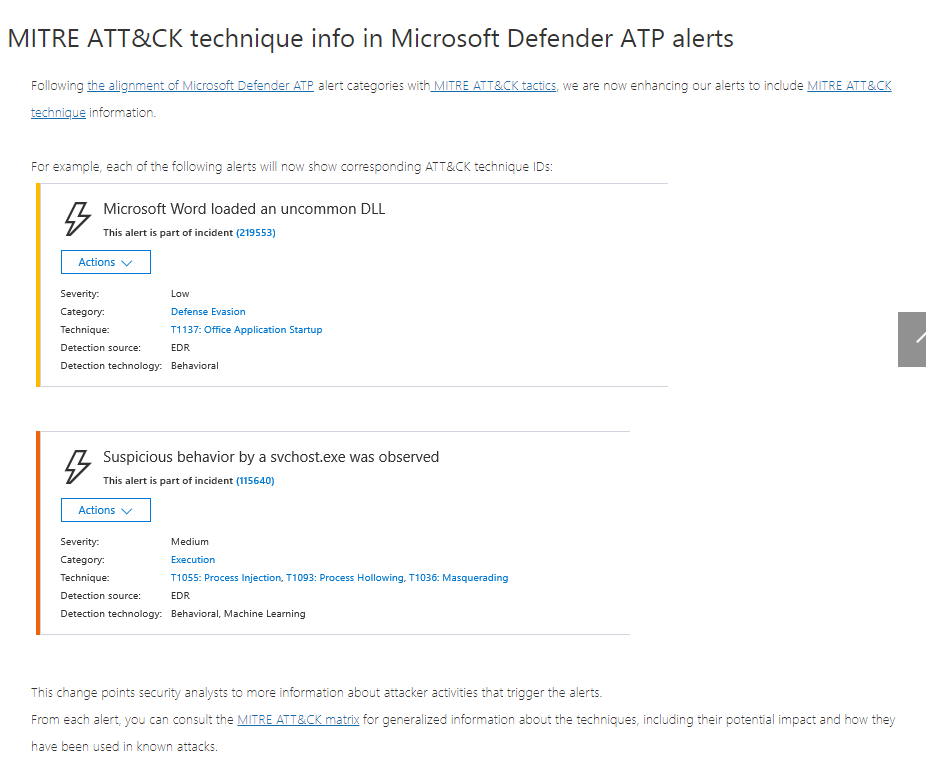 MITRE ATT&CK technique info in Microsoft Defender ATP alerts
Following the alignment of Microsoft Defender ATP alert categories with MITRE ATT&CK tactics, we are now enhancing our alerts to include MITRE ATT&CK
technique information.
For example, each of the following alerts will now show corresponding ATT&CK technique IDs:
Microsoft Word loaded an uncommon DLL
This alert is part of incident (219553)
Actions
Severity: Low
Category: Defense Evasion
Technique: T1137: Office Application Startup
Detection source: EDR
Detection technology: Behavioral
Suspicious behavior by a svchost.exe was observed
This alert is part of incident (115640)
Actions
Severity: Medium
Category: Execution
Technique: T1055: Process Injection, T1093: Process Hollowing, T1036: Masquerading
Detection source: EDR
Detection technology: Behavioral, Machine Learning
This change points security analysts to more information about attacker activities that trigger the alerts.
From each alert, you can consult the MITRE ATT&CK matrix for generalized information about the techniques, including their potential impact and how they
have been used in known attacks.